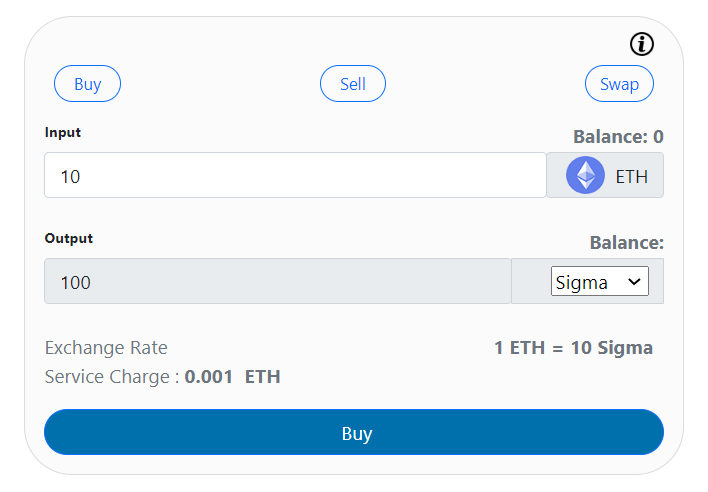 Buy Sell Swap
Input Balance: 0
10 ETH
Output Balance:
100 Sigma
Exchange Rate 1 ETH = 10 Sigma
Service Charge : 0.001 ETH
Buy